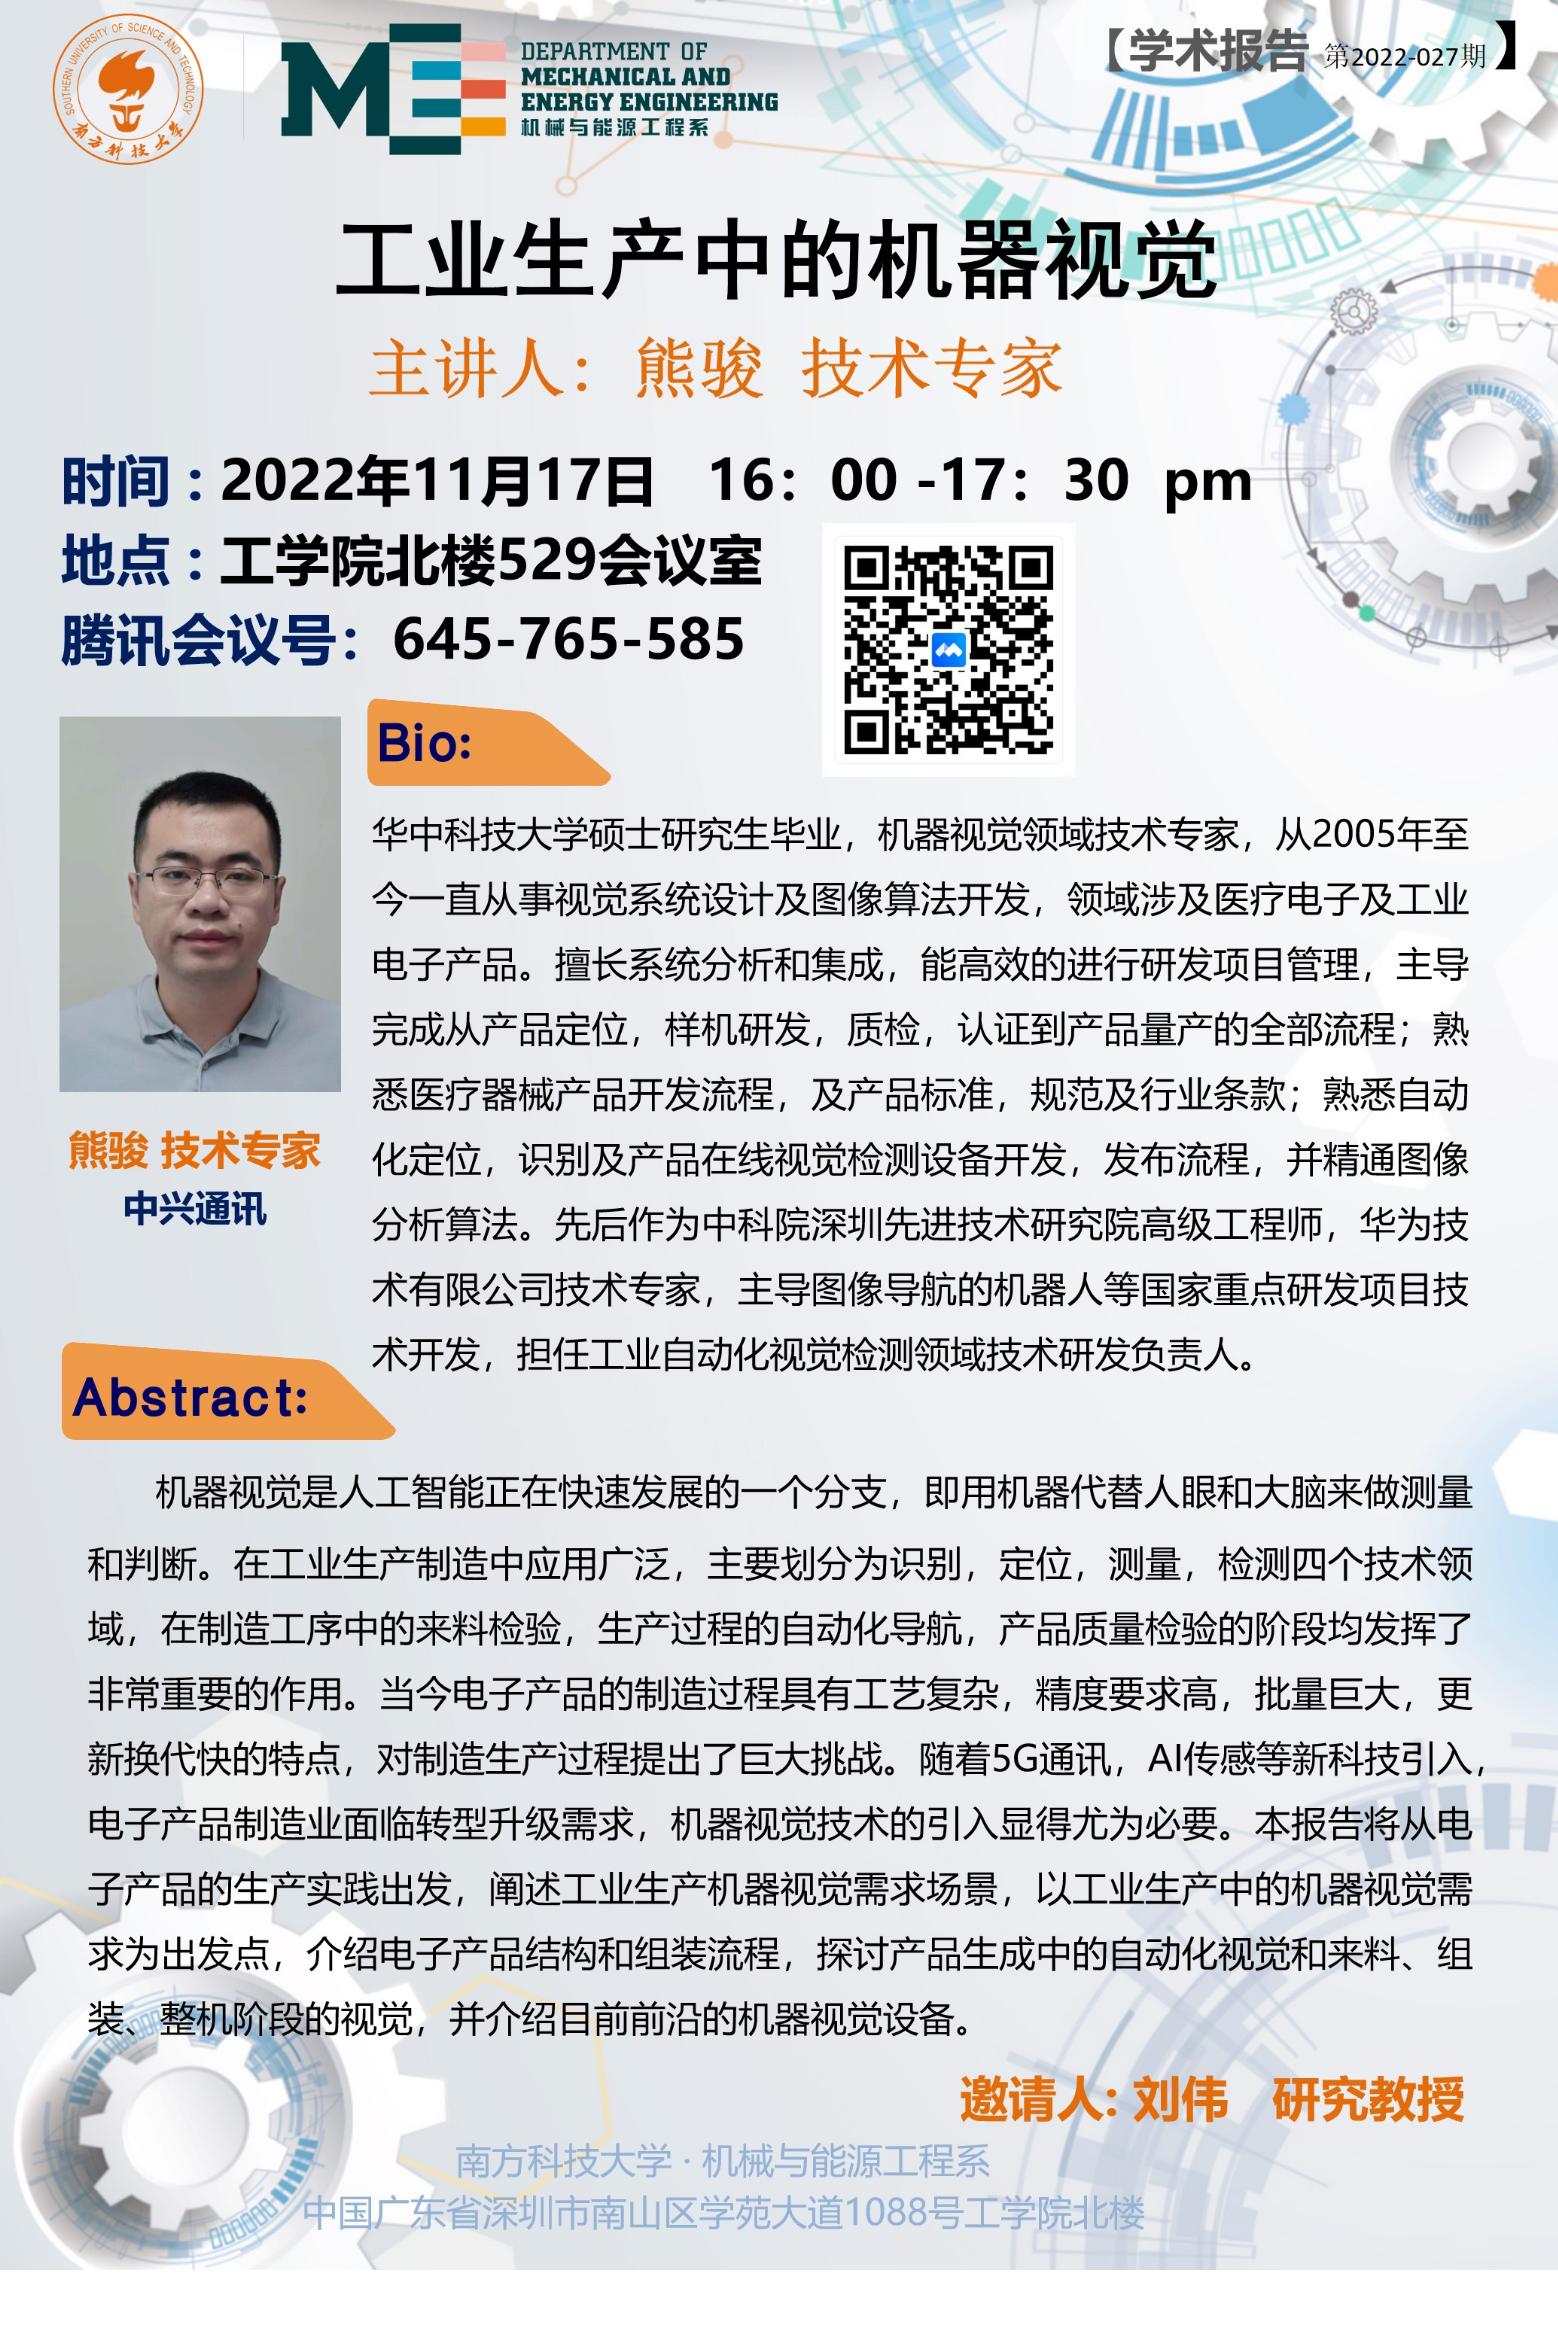 SOUTHERN UNIVERSITY OF SCIENCE AND TECHNOLOGY
南方科技大学
DEPARTMENT OF
MECHANICAL AND
ENERGY ENGINEERING
机械与能源工程系
【学术报告 第2022-027期】
工业生产中的机器视觉
主讲人：熊骏 技术专家
时间：2022年11月17日 16：00 -17：30 pm
地点：工学院北楼529会议室
腾讯会议号：645-765-585
Bio:
华中科技大学硕士研究生毕业，机器视觉领域技术专家，从2005年至
今一直从事视觉系统设计及图像算法开发，领域涉及医疗电子及工业
电子产品。擅长系统分析和集成，能高效的进行研发项目管理，主导
完成从产品定位，样机研发，质检，认证到产品量产的全部流程；熟
悉医疗器械产品开发流程，及产品标准，规范及行业条款；熟悉自动
化定位，识别及产品在线视觉检测设备开发，发布流程，并精通图像
分析算法。先后作为中科院深圳先进技术研究院高级工程师，华为技
术有限公司技术专家，主导图像导航的机器人等国家重点研发项目技
术开发，担任工业自动化视觉检测领域技术研发负责人。
熊骏 技术专家
中兴通讯
Abstract:
机器视觉是人工智能正在快速发展的一个分支，即用机器代替人眼和大脑来做测量
和判断。在工业生产制造中应用广泛，主要划分为识别，定位，测量，检测四个技术领
域，在制造工序中的来料检验，生产过程的自动化导航，产品质量检验的阶段均发挥了
非常重要的作用。当今电子产品的制造过程具有工艺复杂，精度要求高，批量巨大，更
新换代快的特点，对制造生产过程提出了巨大挑战。随着5G通讯，AI传感等新科技引入，
电子产品制造业面临转型升级需求，机器视觉技术的引入显得尤为必要。本报告将从电
子产品的生产实践出发，阐述工业生产机器视觉需求场景，以工业生产中的机器视觉需
求为出发点，介绍电子产品结构和组装流程，探讨产品生成中的自动化视觉和来料、组
装、整机阶段的视觉，并介绍目前前沿的机器视觉设备。
邀请人: 刘伟 研究教授
南方科技大学 · 机械与能源工程系
中国广东省深圳市南山区学苑大道1088号工学院北楼